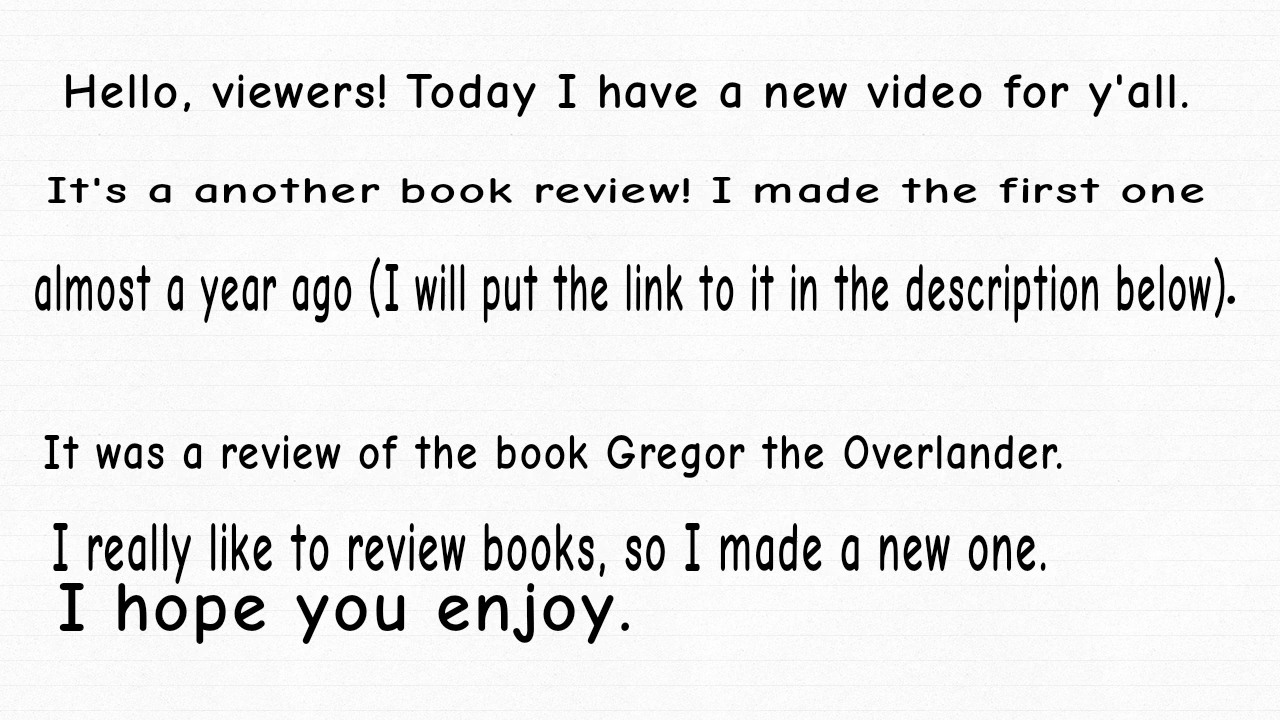 Hello, viewers! Today I have a new video for y'all.
It's a another book review! I made the first one
almost a year ago (I will put the link to it in the description below).
It was a review of the book Gregor the Overlander.
I really like to review books, so I made a new one.
I hope you enjoy.